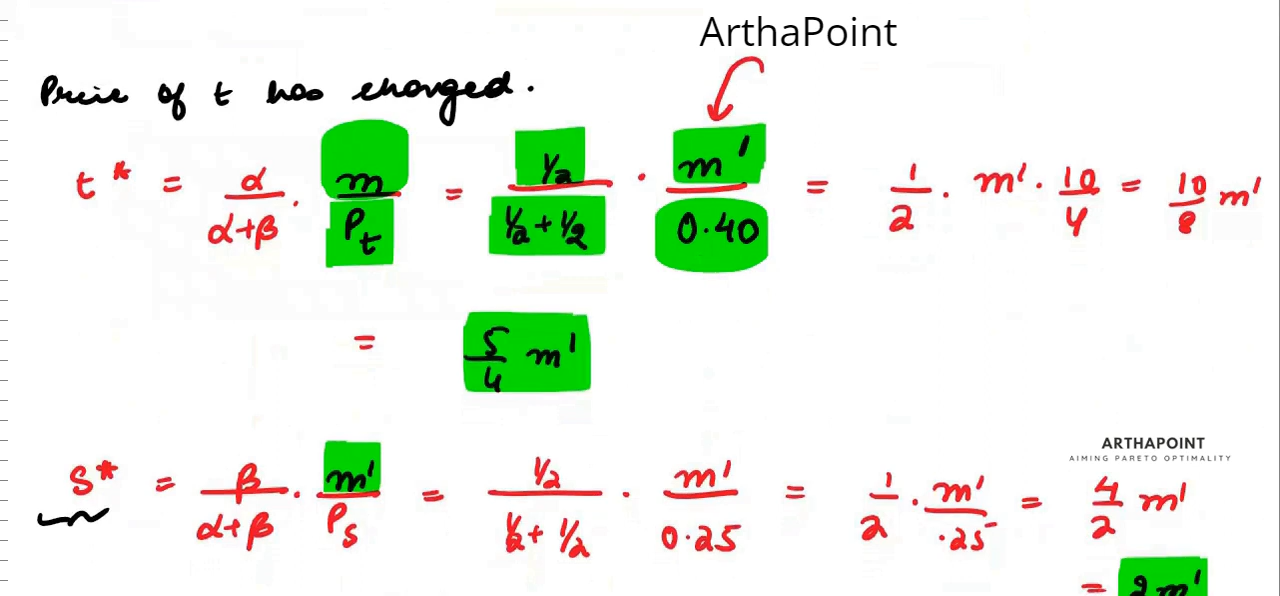 ArthaPoint
Price of t has changed.
t* = α/(α+β) · m/Pt = (1/2)/(1/2 + 1/2) · m'/0.40 = 1/2 · m' · 10/4 = 10/8 m'
= 5/4 m'
ARTHAPOINT
AIMING PARETO OPTIMALITY
S* = β/(α+β) · m'/Ps = (1/2)/(1/2 + 1/2) · m'/0.25 = 1/2 · m'/.25 = 4/2 m'
= 2m'